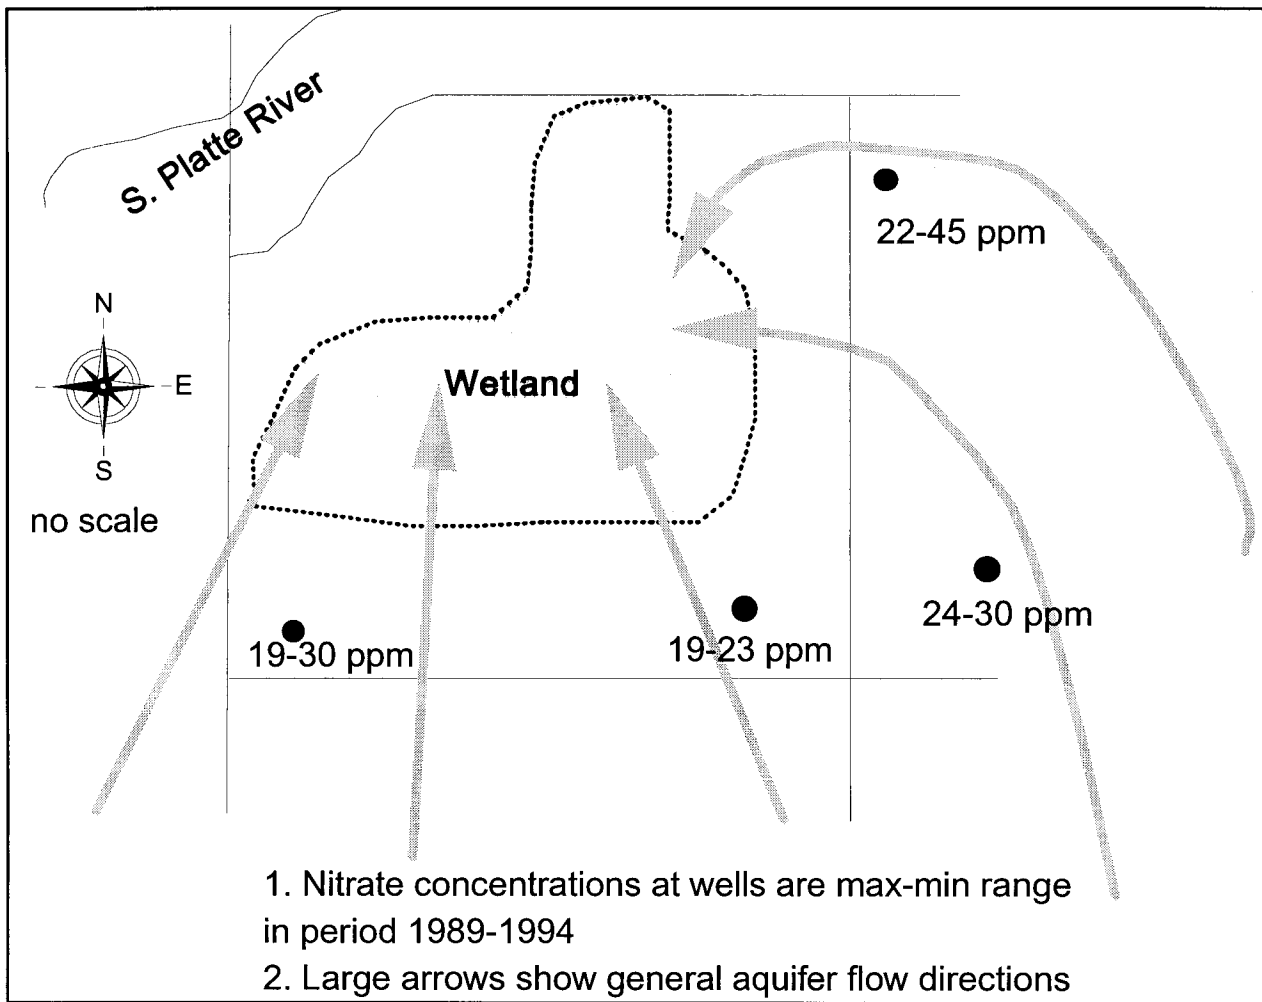 S. Platte River
22-45 ppm
N
E
Wetland
S
no scale
24-30 ppm
19-30 ppm
19-23 ppm
1. Nitrate concentrations at wells are max-min range
in period 1989-1994
2. Large arrows show general aquifer flow directions